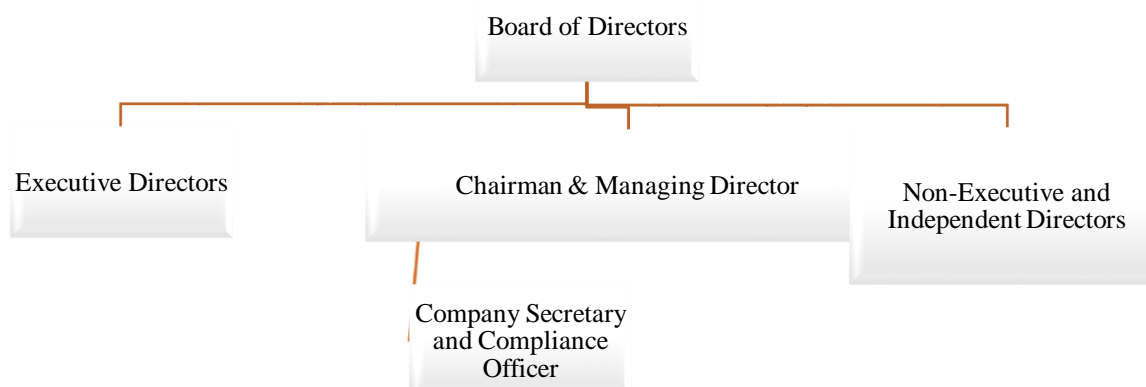 Board of Directors
Executive Directors
Chairman & Managing Director
Non-Executive and
Independent Directors
Company Secretary
and Compliance
Officer